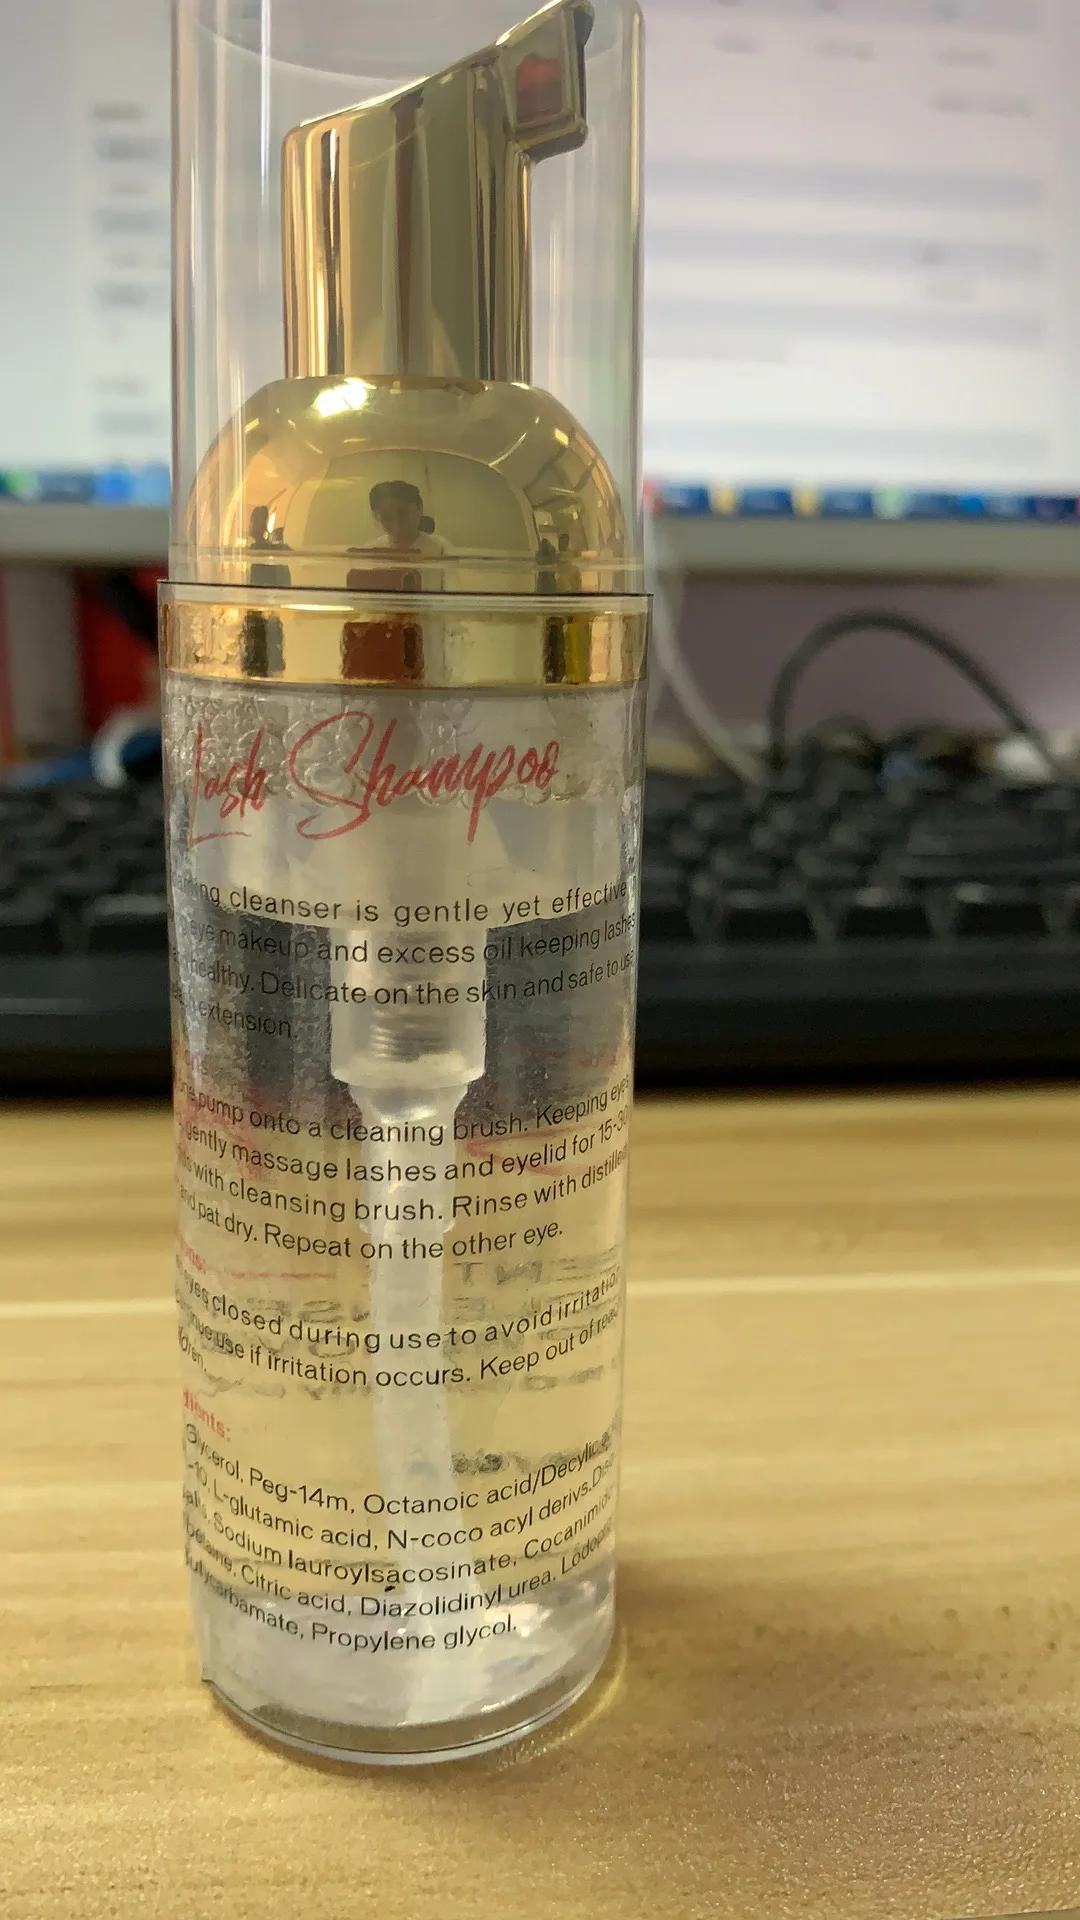 Lash Shampoo
cleanser is gentle yet effective
eye makeup and excess oil keeping lashes
healthy. Delicate on the skin and safe to use
extension.
pump onto a cleaning brush. Keeping eyes
gently massage lashes and eyelid for 15-30
with cleansing brush. Rinse with distilled
and pat dry. Repeat on the other eye.
eyes closed during use to avoid irritation
use if irritation occurs. Keep out of reach
Glycerol, Peg-14m, Octanoic acid/Decylic
-10, L-glutamic acid, N-coco acyl derivs.
Sodium lauroylsacosinate,
Citric acid, Diazolidinyl urea,
Propylene glycol.